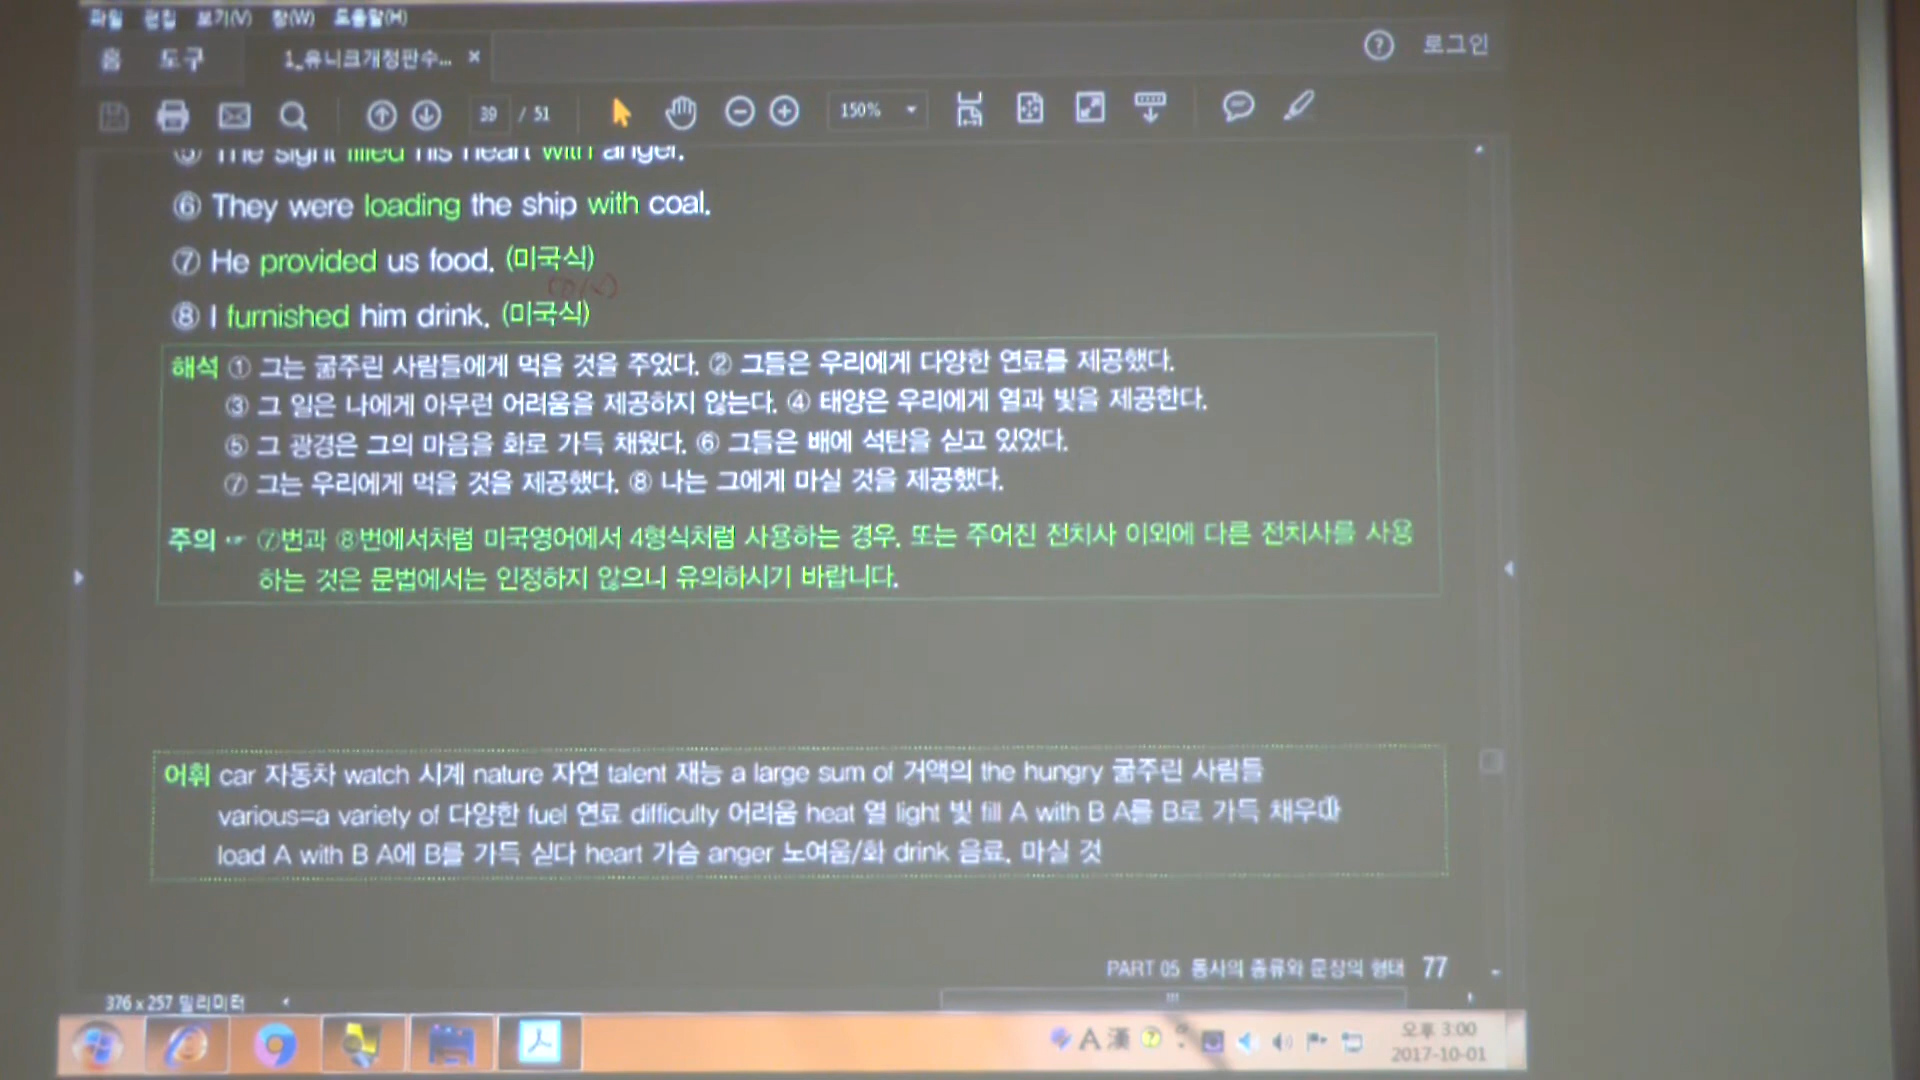 파일 편집 보기(V) 창(W) 도움말(H)
홈 도구 1_유니크개정판수... × ? 로그인
39 / 51 150%
⑤ The sight filled his heart with anger.
⑥ They were loading the ship with coal.
⑦ He provided us food. (미국식)
⑧ I furnished him drink. (미국식)
해석 ① 그는 굶주린 사람들에게 먹을 것을 주었다. ② 그들은 우리에게 다양한 연료를 제공했다.
③ 그 일은 나에게 아무런 어려움을 제공하지 않는다. ④ 태양은 우리에게 열과 빛을 제공한다.
⑤ 그 광경은 그의 마음을 화로 가득 채웠다. ⑥ 그들은 배에 석탄을 싣고 있었다.
⑦ 그는 우리에게 먹을 것을 제공했다. ⑧ 나는 그에게 마실 것을 제공했다.
주의 ☞ ⑦번과 ⑧번에서처럼 미국영어에서 4형식처럼 사용하는 경우, 또는 주어진 전치사 이외에 다른 전치사를 사용
하는 것은 문법에서는 인정하지 않으니 유의하시기 바랍니다.
어휘 car 자동차 watch 시계 nature 자연 talent 재능 a large sum of 거액의 the hungry 굶주린 사람들
various=a variety of 다양한 fuel 연료 difficulty 어려움 heat 열 light 빛 fill A with B A를 B로 가득 채우다
load A with B A에 B를 가득 싣다 heart 가슴 anger 노여움/화 drink 음료, 마실 것
PART 05 동사의 종류와 문장의 형태 77
376 x 257 밀리미터
A 漢 오후 3:00
2017-10-01